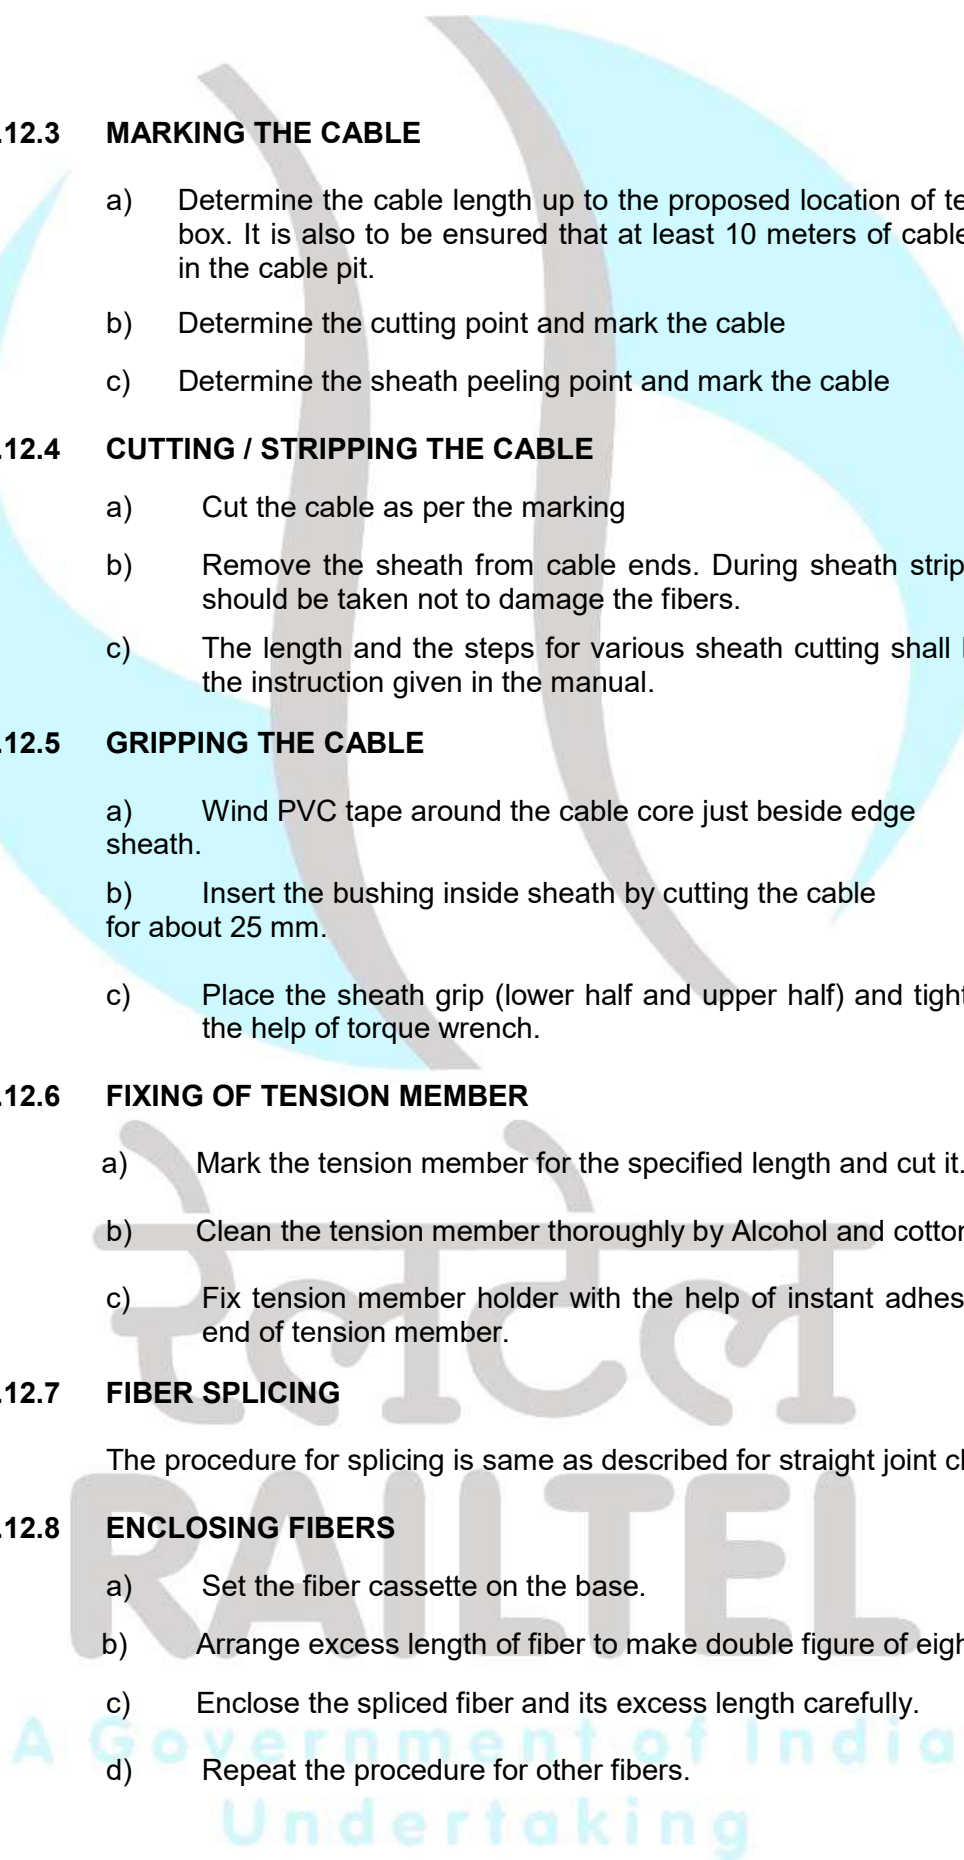 .12.3 MARKING THE CABLE
a) Determine the cable length up to the proposed location of te
box. It is also to be ensured that at least 10 meters of cable
in the cable pit.
b) Determine the cutting point and mark the cable
c) Determine the sheath peeling point and mark the cable
.12.4 CUTTING / STRIPPING THE CABLE
a) Cut the cable as per the marking
b) Remove the sheath from cable ends. During sheath strip
should be taken not to damage the fibers.
c) The length and the steps for various sheath cutting shall
the instruction given in the manual.
.12.5 GRIPPING THE CABLE
a) Wind PVC tape around the cable core just beside edge
sheath.
b) Insert the bushing inside sheath by cutting the cable
for about 25 mm.
c) Place the sheath grip (lower half and upper half) and tight
the help of torque wrench.
.12.6 FIXING OF TENSION MEMBER
a) Mark the tension member for the specified length and cut it.
b) Clean the tension member thoroughly by Alcohol and cotton
c) Fix tension member holder with the help of instant adhes
end of tension member.
रेलटेल
.12.7 FIBER SPLICING
The procedure for splicing is same as described for straight joint cl
.12.8 ENCLOSING FIBERS
RAILTEL
a) Set the fiber cassette on the base.
b) Arrange excess length of fiber to make double figure of eigh
c) Enclose the spliced fiber and its excess length carefully.
A Government of India
d) Repeat the procedure for other fibers.
Undertaking